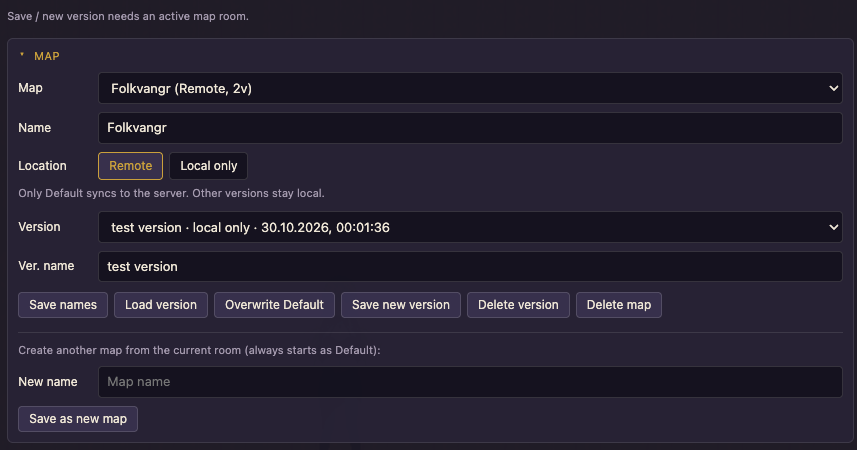 Save / new version needs an active map room.
* MAP
Map Folkvangr (Remote, 2v)
Name Folkvangr
Location Remote Local only
Only Default syncs to the server. Other versions stay local.
Version test version · local only · 30.10.2026, 00:01:36
Ver. name test version
Save names Load version Overwrite Default Save new version Delete version Delete map
Create another map from the current room (always starts as Default):
New name Map name
Save as new map